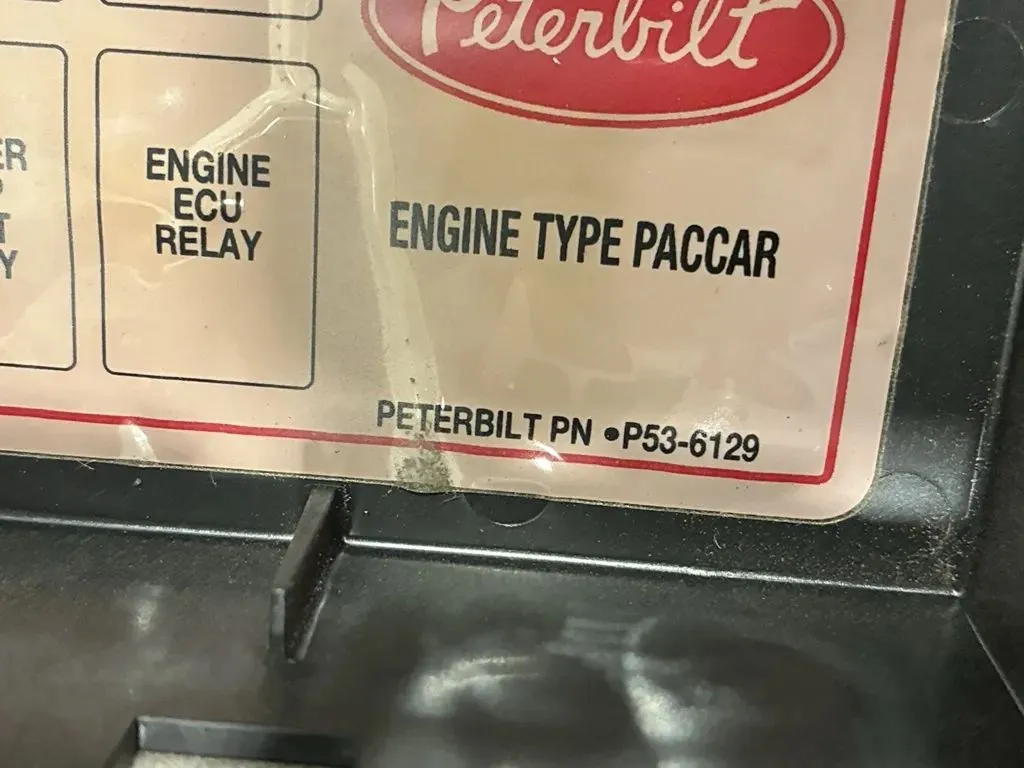 Peterbilt
ENGINE
ECU
RELAY
ENGINE TYPE PACCAR
PETERBILT PN •P53-6129